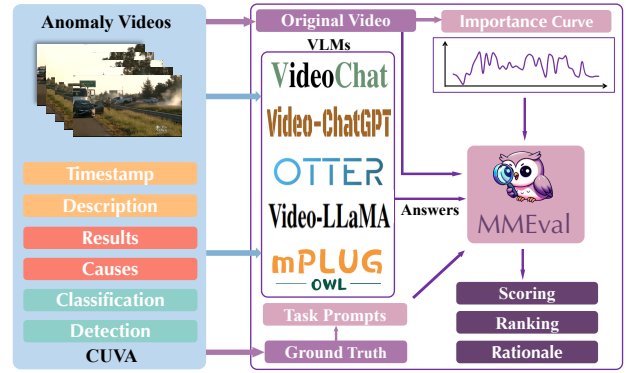 Anomaly Videos
Timestamp
Description
Results
Causes
Classification
Detection
CUVA
Original Video
Importance Curve
VLMs
VideoChat
Video-ChatGPT
OTTER
Video-LLaMA
mPLUG
OWL
Answers
MMEval
Task Prompts
Ground Truth
Scoring
Ranking
Rationale